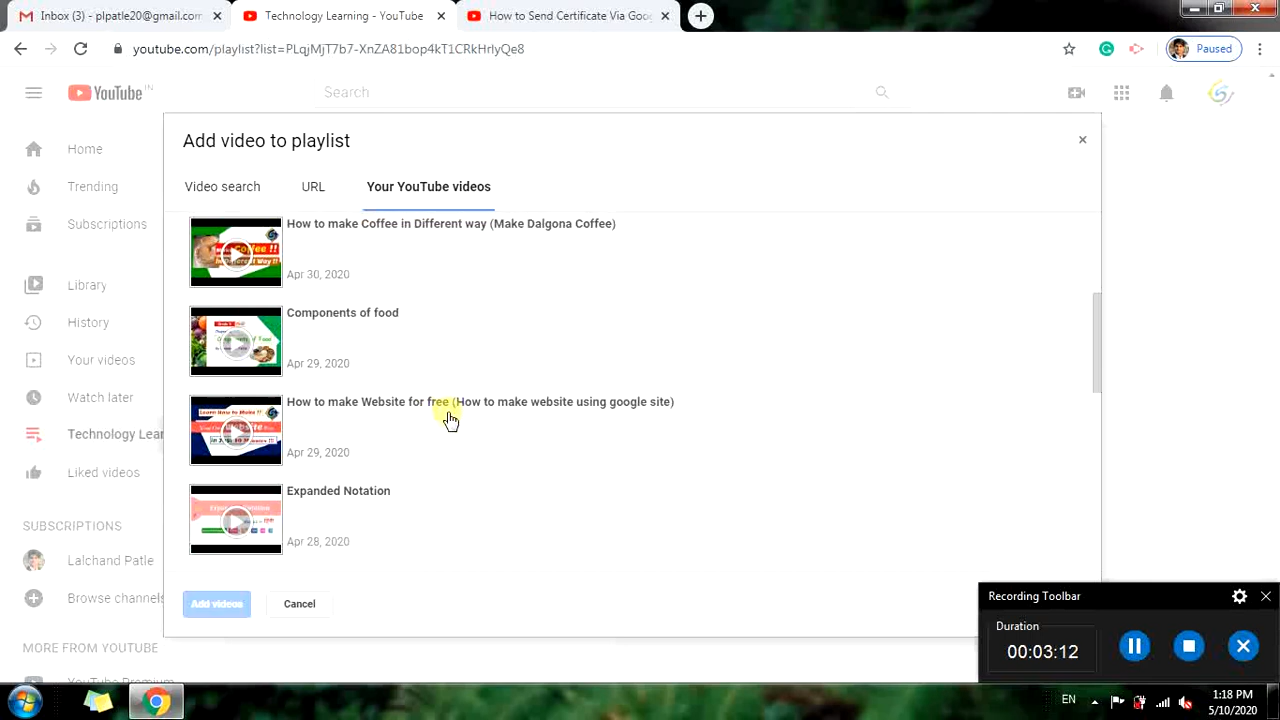 Inbox (3) - plpatle20@gmail.com
Technology Learning - YouTube
How to Send Certificate Via Goo
youtube.com/playlist?list=PLqjMjT7b7-XnZA81bop4kT1CRkHrlyQe8
Paused
YouTube IN
Search
Add video to playlist
Video search
URL
Your YouTube videos
Home
Trending
Subscriptions
Library
History
Your videos
Watch later
Technology Lear
Liked videos
SUBSCRIPTIONS
Lalchand Patle
Browse channels
MORE FROM YOUTUBE
YouTube Premium
How to make Coffee in Different way (Make Dalgona Coffee)
Apr 30, 2020
Components of food
Apr 29, 2020
How to make Website for free (How to make website using google site)
Apr 29, 2020
Expanded Notation
Apr 28, 2020
Add videos
Cancel
Recording Toolbar
Duration
00:03:12
EN
1:18 PM
5/10/2020